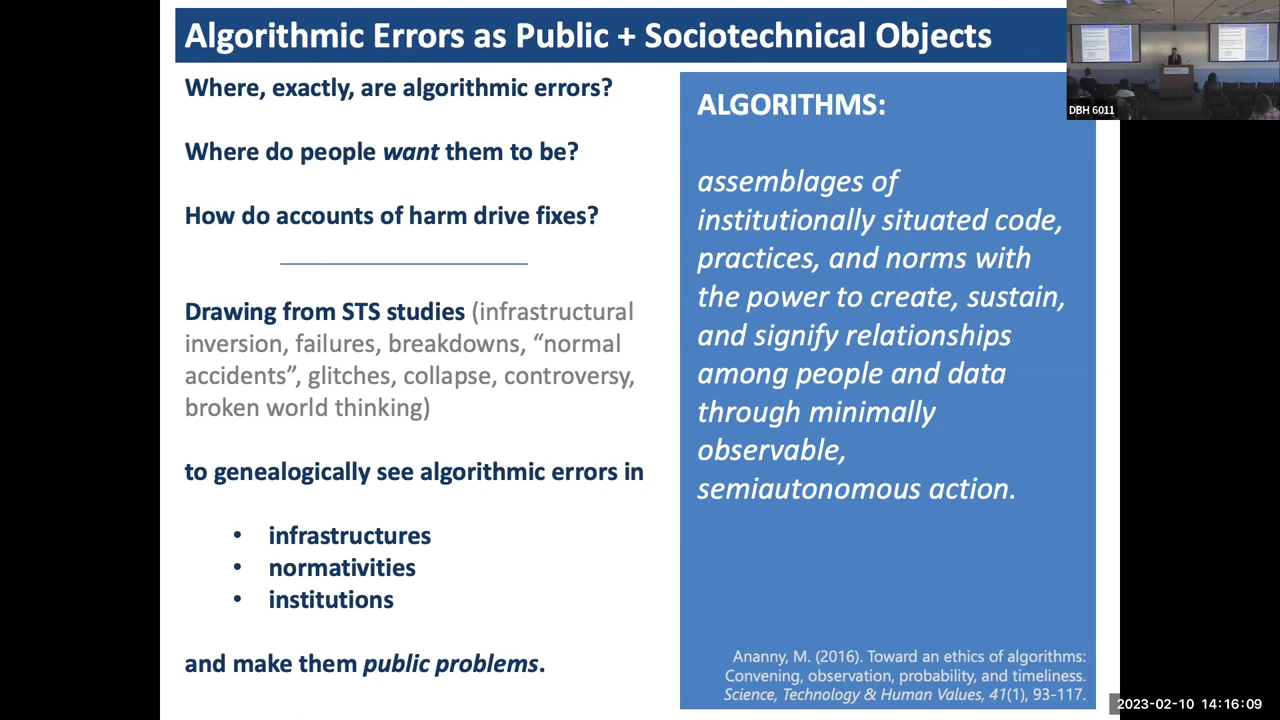 Algorithmic Errors as Public + Sociotechnical Objects
Where, exactly, are algorithmic errors?
Where do people want them to be?
How do accounts of harm drive fixes?
Drawing from STS studies (infrastructural
inversion, failures, breakdowns, “normal
accidents”, glitches, collapse, controversy,
broken world thinking)
to genealogically see algorithmic errors in
• infrastructures
• normativities
• institutions
and make them public problems.
ALGORITHMS:
assemblages of
institutionally situated code,
practices, and norms with
the power to create, sustain,
and signify relationships
among people and data
through minimally
observable,
semiautonomous action.
Ananny, M. (2016). Toward an ethics of algorithms:
Convening, observation, probability, and timeliness.
Science, Technology & Human Values, 41(1), 93-117.
DBH 6011
2023-02-10 14:16:09